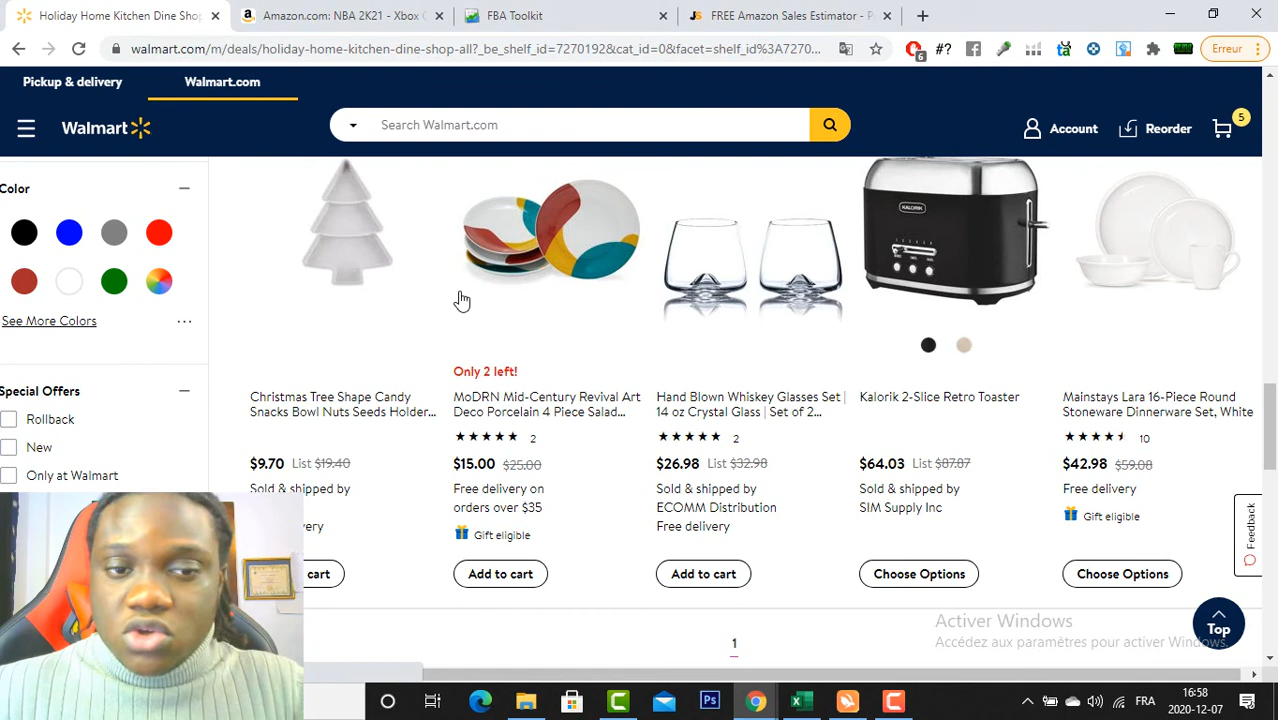 Holiday Home Kitchen Dine Shop
Amazon.com: NBA 2K21 - Xbox
FBA Toolkit
JS FREE Amazon Sales Estimator - P
walmart.com/m/deals/holiday-home-kitchen-dine-shop-all?_be_shelf_id=7270192&cat_id=0&facet=shelf_id%3A7270...
6
#?
Erreur
Pickup & delivery
Walmart.com
Walmart
Search Walmart.com
Account
Reorder
5
Color
See More Colors
...
Special Offers
Rollback
New
Only at Walmart
KALORIK
Only 2 left!
Christmas Tree Shape Candy
Snacks Bowl Nuts Seeds Holder...
$9.70 List $19.40
Sold & shipped by
cart
MoDRN Mid-Century Revival Art
Deco Porcelain 4 Piece Salad...
2
$15.00 $25.00
Free delivery on
orders over $35
Gift eligible
Add to cart
Hand Blown Whiskey Glasses Set |
14 oz Crystal Glass | Set of 2...
2
$26.98 List $32.98
Sold & shipped by
ECOMM Distribution
Free delivery
Add to cart
Kalorik 2-Slice Retro Toaster
$64.03 List $87.87
Sold & shipped by
SIM Supply Inc
Choose Options
Mainstays Lara 16-Piece Round
Stoneware Dinnerware Set, White
10
$42.98 $59.08
Free delivery
Gift eligible
Choose Options
Feedback
Top
1
Activer Windows
Accédez aux paramètres pour activer Windows.
Ps
FRA
16:58
2020-12-07